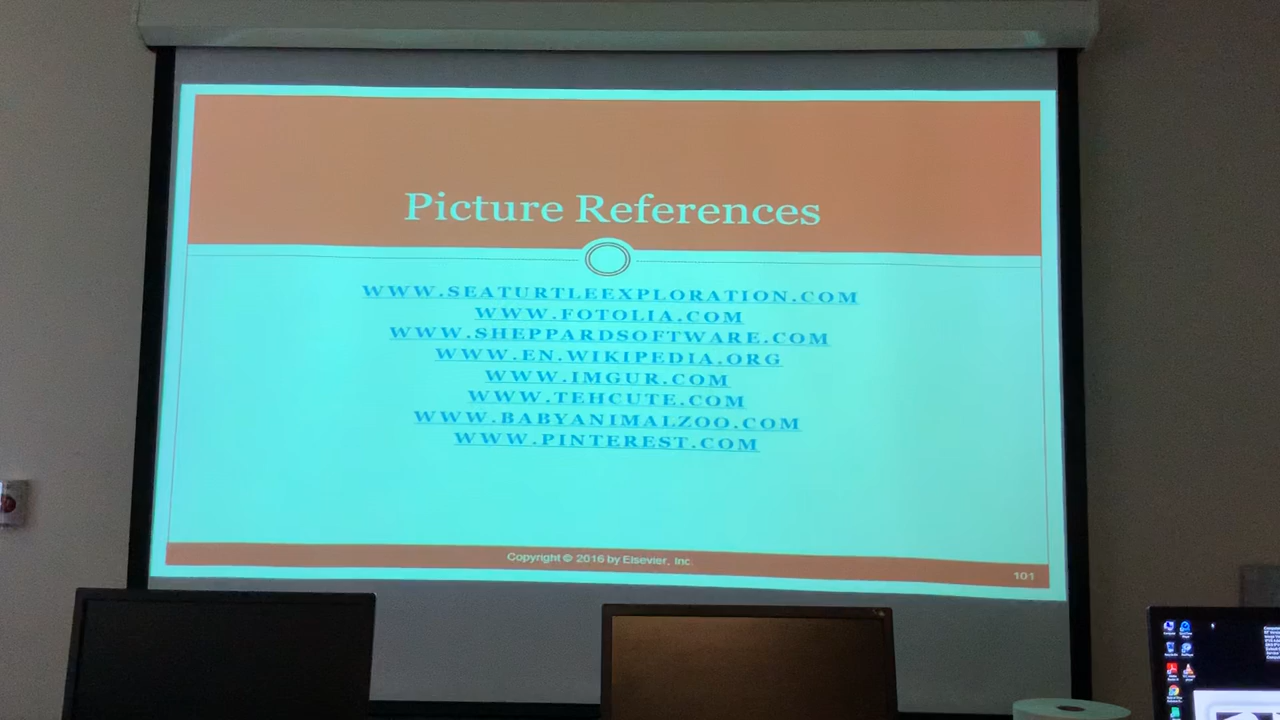 Picture References
WWW.SEATURTLEEXPLORATION.COM
WWW.FOTOLIA.COM
WWW.SHEPPARDSOFTWARE.COM
WWW.EN.WIKIPEDIA.ORG
WWW.IMGUR.COM
WWW.TEHCUTE.COM
WWW.BABYANIMALZOO.COM
WWW.PINTEREST.COM
Copyright © 2016 by Elsevier, Inc.
101